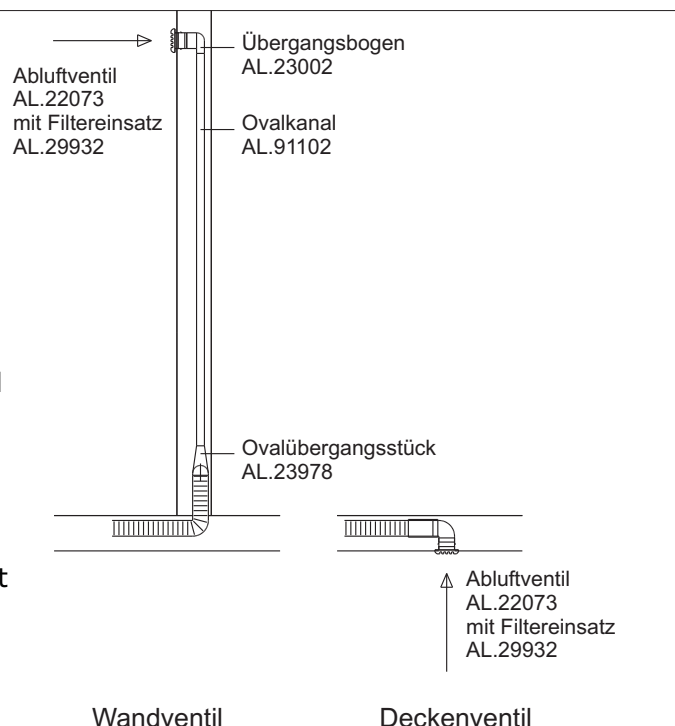 Übergangsbogen
AL.23002
Abluftventil
AL.22073
mit Filtereinsatz
AL.29932
Ovalkanal
AL.91102
Ovalübergangsstück
AL.23978
t
Abluftventil
AL.22073
mit Filtereinsatz
AL.29932
Wandventil
Deckenventil